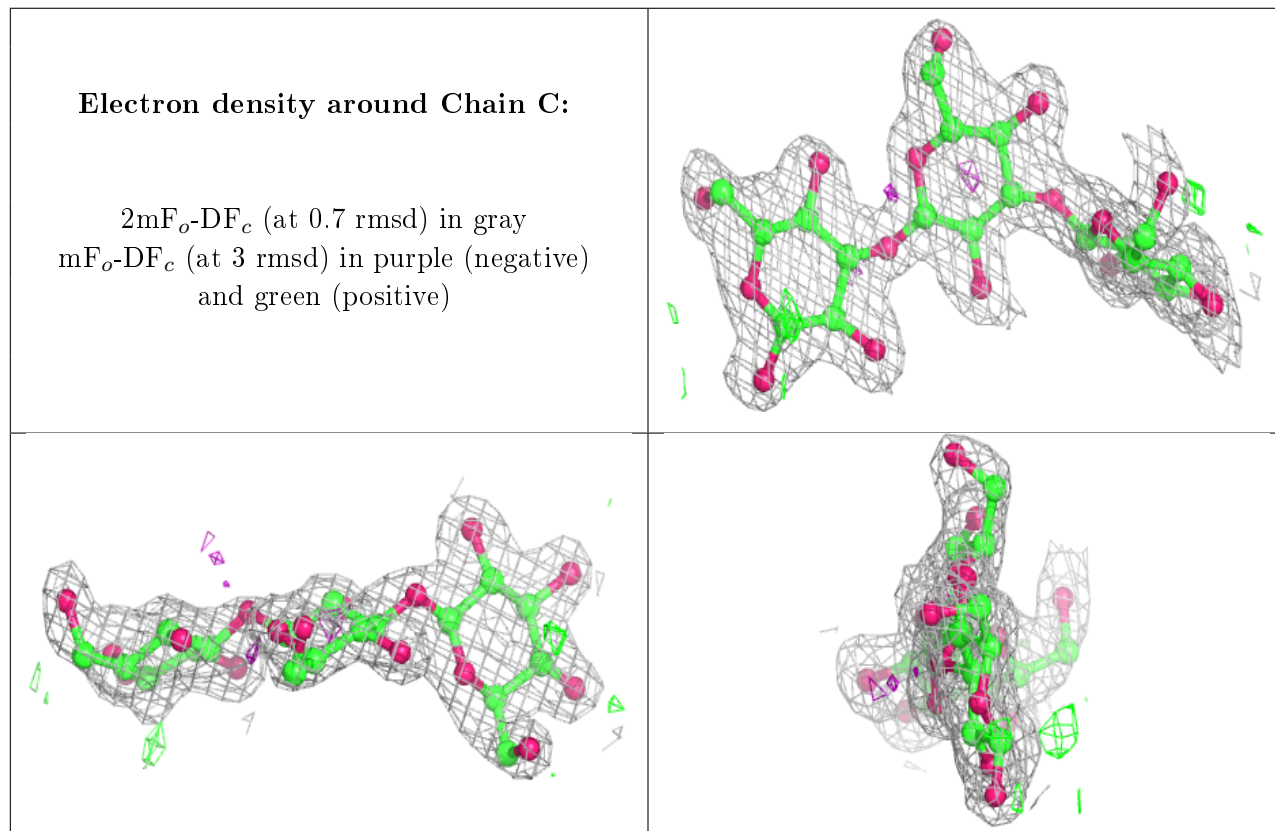 Electron density around Chain C:
2mFo-DFc (at 0.7 rmsd) in gray
mFo-DFc (at 3 rmsd) in purple (negative)
and green (positive)